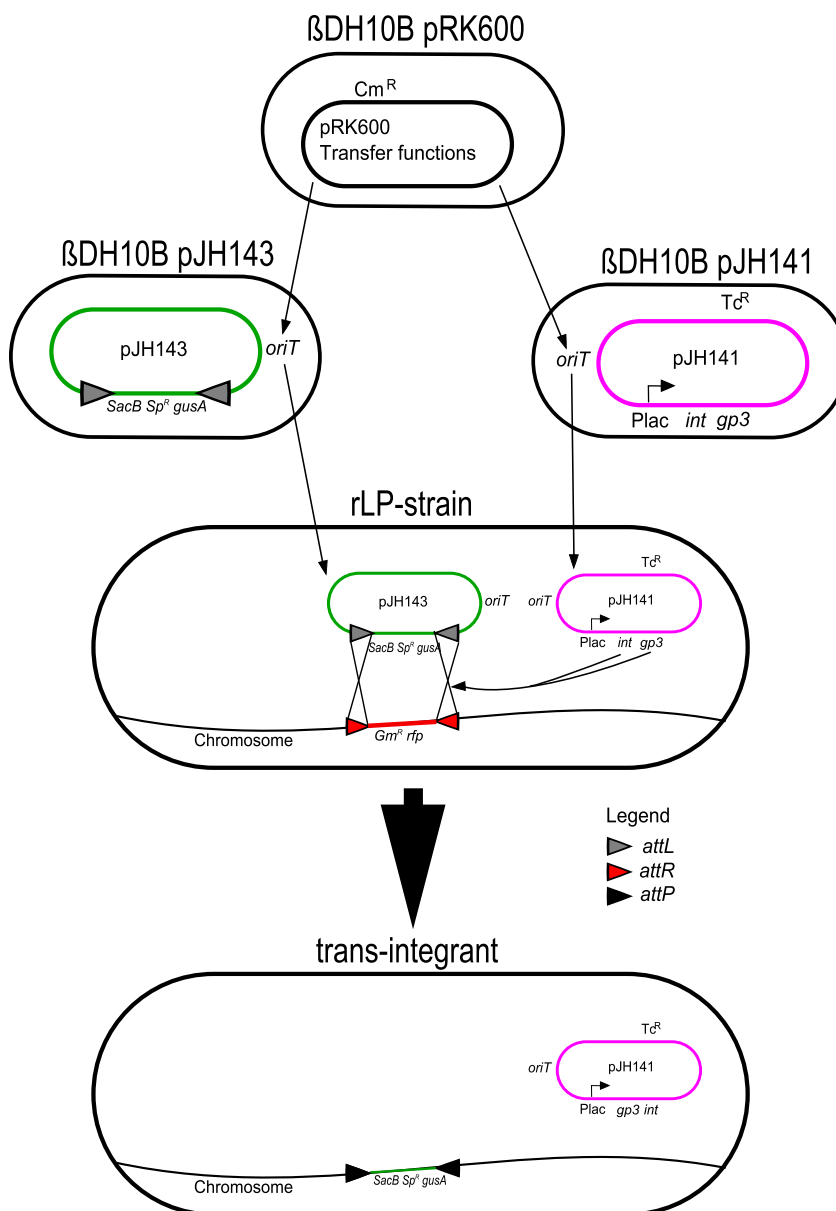 ßDH10B pRK600
Cm^R
pRK600
Transfer functions
ßDH10B pJH143
pJH143
oriT
SacB Sp^R gusA
ßDH10B pJH141
Tc^R
oriT
pJH141
Plac int gp3
rLP-strain
pJH143
oriT
SacB Sp^R gusA
Tc^R
oriT
pJH141
Plac int gp3
Chromosome
Gm^R rfp
Legend
attL
attR
attP
trans-integrant
Tc^R
oriT
pJH141
Plac gp3 int
Chromosome
SacB Sp^R gusA